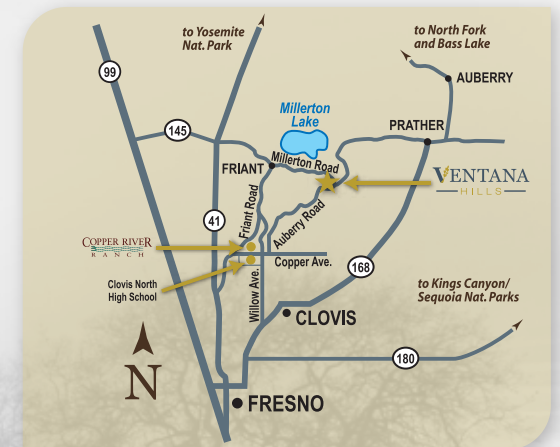 to Yosemite
Nat. Park
to North Fork
and Bass Lake
99
AUBERRY
Millerton
Lake
145
PRATHER
Millerton Road
FRIANT
VENTANA
HILLS
Friant Road
Auberry Road
41
COPPER RIVER
RANCH
Copper Ave.
168
Clovis North
High School
Willow Ave.
to Kings Canyon/
Sequoia Nat. Parks
CLOVIS
N
180
FRESNO